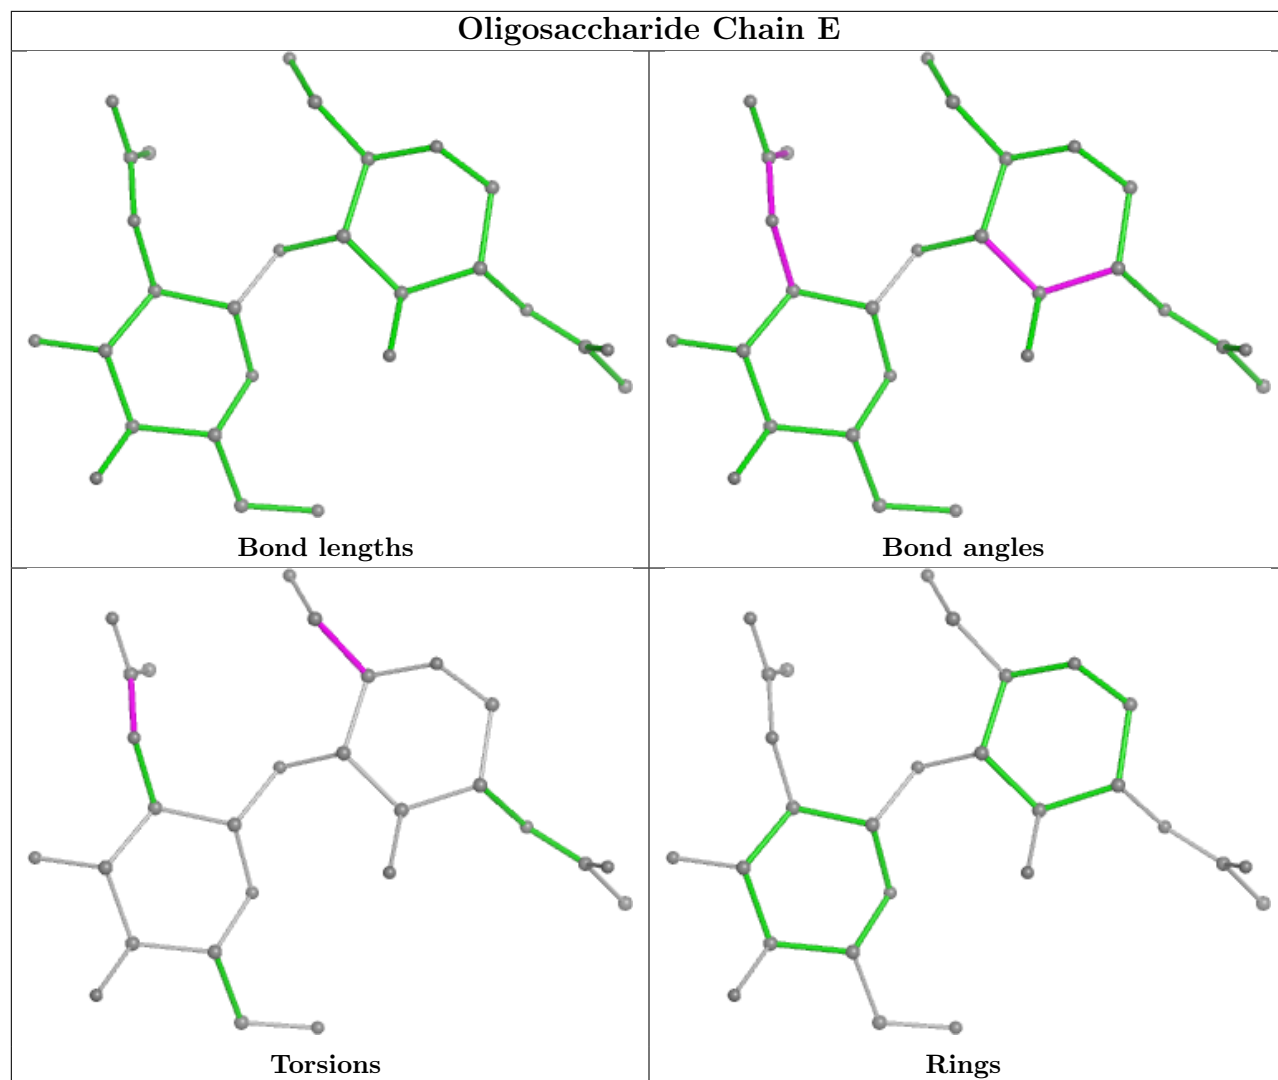 Oligosaccharide Chain E
Bond lengths
Bond angles
Torsions
Rings